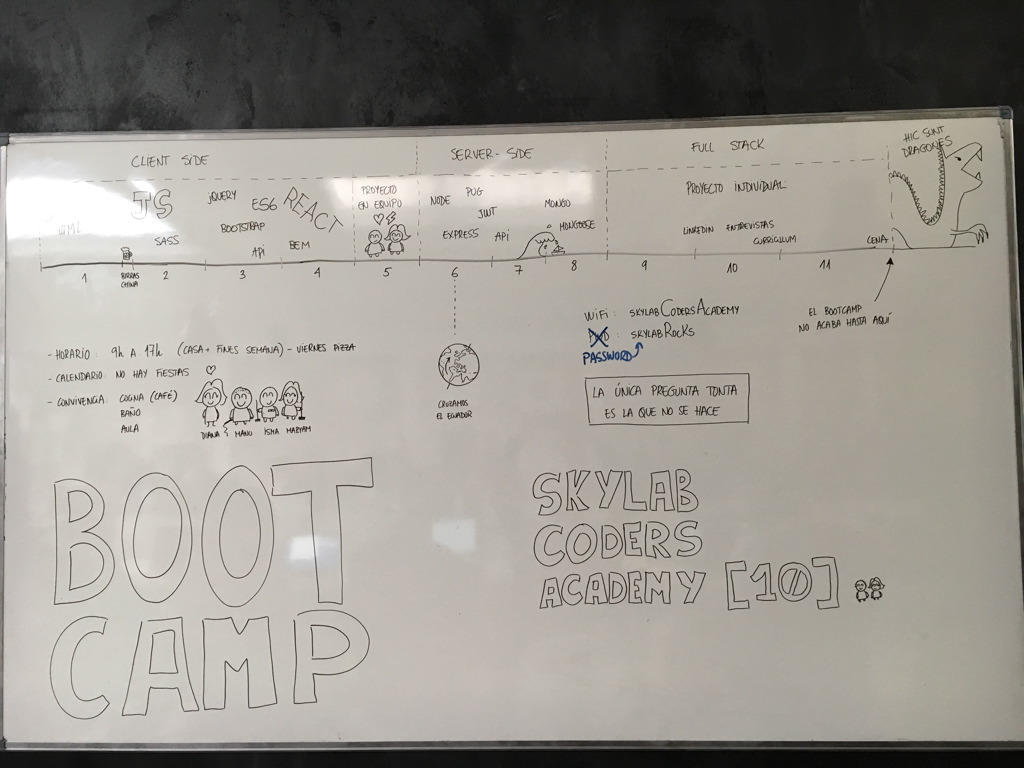 CLIENT SIDE
SERVER-SIDE
FULL STACK
HIC SUNT
DRAGONES
HTML
JS
SASS
JQUERY
ES6
BOOTSTRAP
API
REACT
BEM
PROYECTO
EN EQUIPO
NODE
PUG
JWT
EXPRESS
API
MONGO
MONGOOSE
PROYECTO INDIVIDUAL
LINKEDIN ENTREVISTAS
CURRÍCULUM
CENA
1 2 3 4 5 6 7 8 9 10 11
BIRRAS
CHINA
EL BOOTCAMP
NO ACABA HASTA AQUÍ
WIFI: SKYLABCODERSACADEMY
: SKYLABROCKS
PASSWORD
- HORARIO: 9h A 17h (CASA + FINES SEMANA) - VIERNES PIZZA
- CALENDARIO: NO HAY FIESTAS
- CONVIVENCIA: COCINA (CAFÉ)
BAÑO
AULA
DIANA MANU ISMA MARYAM
CRUZAMOS
EL ECUADOR
LA ÚNICA PREGUNTA TONTA
ES LA QUE NO SE HACE
BOOT
CAMP
SKYLAB
CODERS
ACADEMY [10]